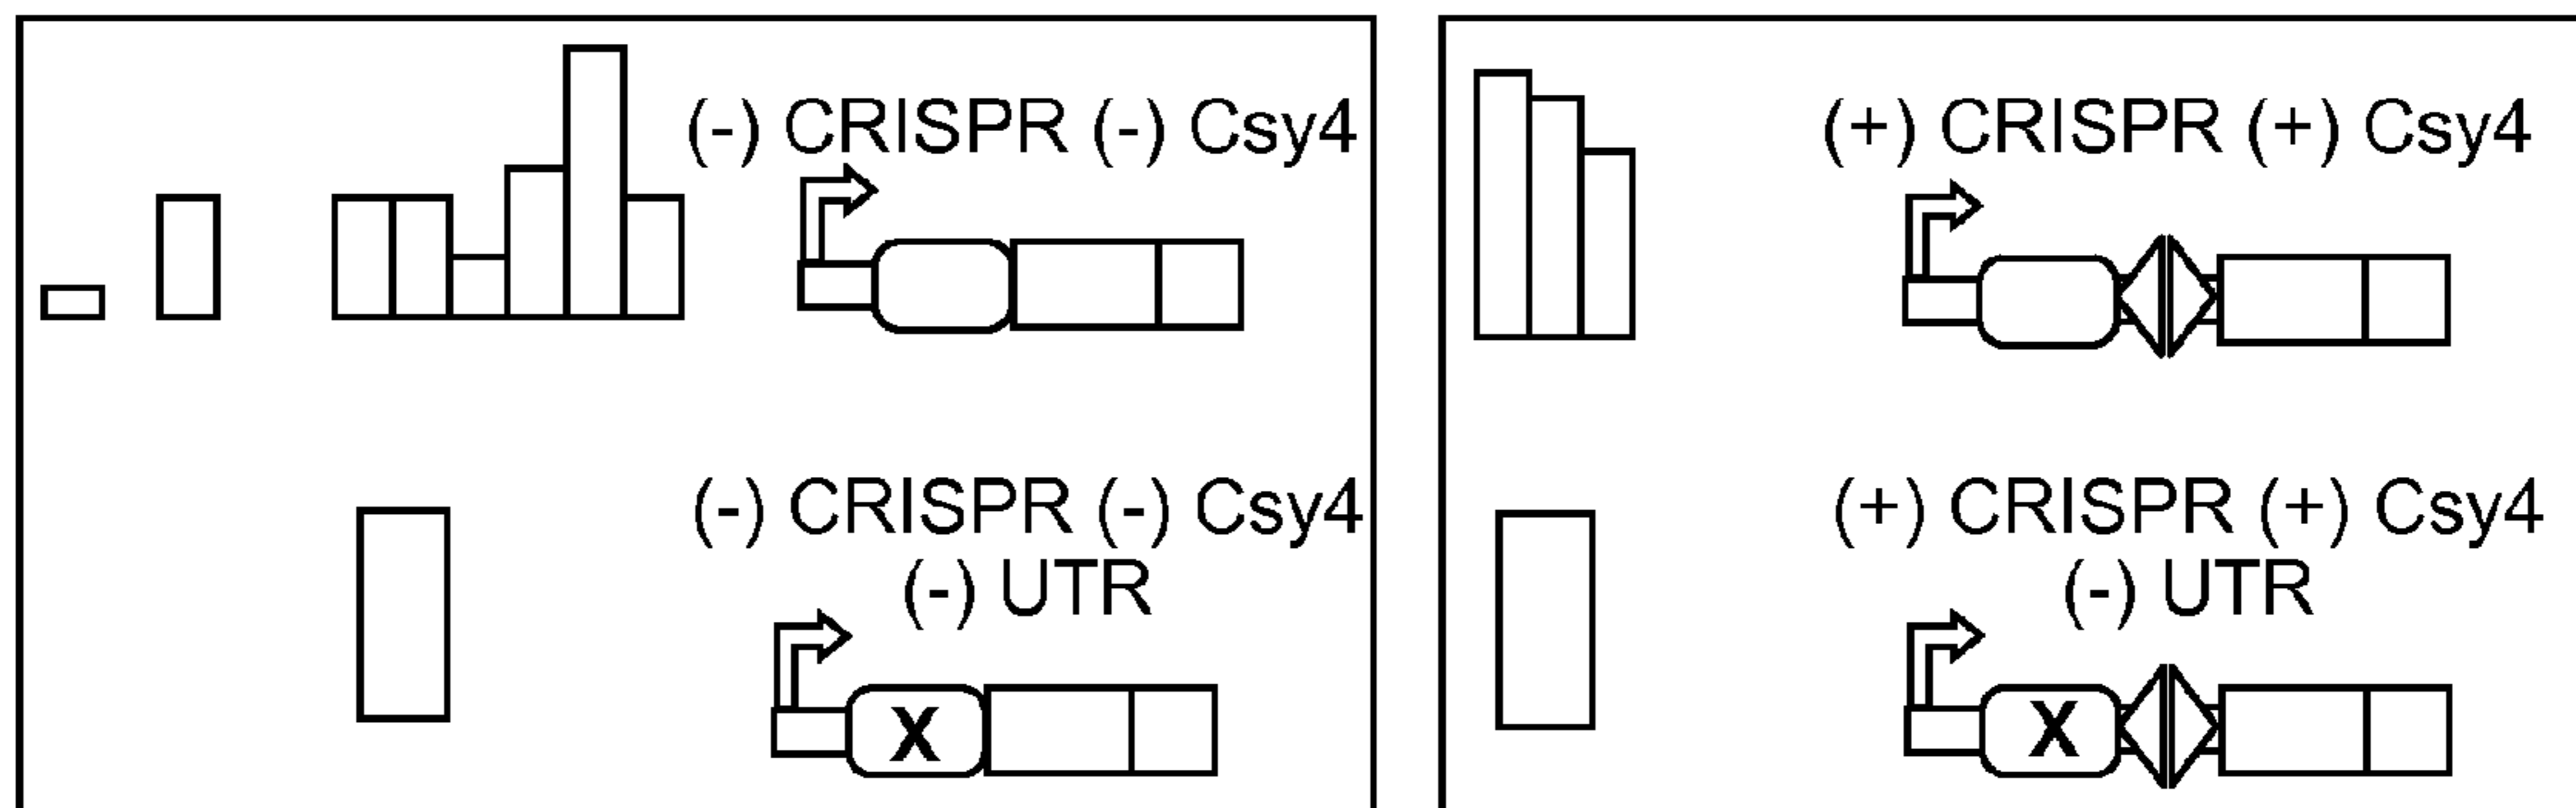 (-) CRISPR (-) Csy4
(-) CRISPR (-) Csy4
(-) UTR
X
(+) CRISPR (+) Csy4
(+) CRISPR (+) Csy4
(-) UTR
X